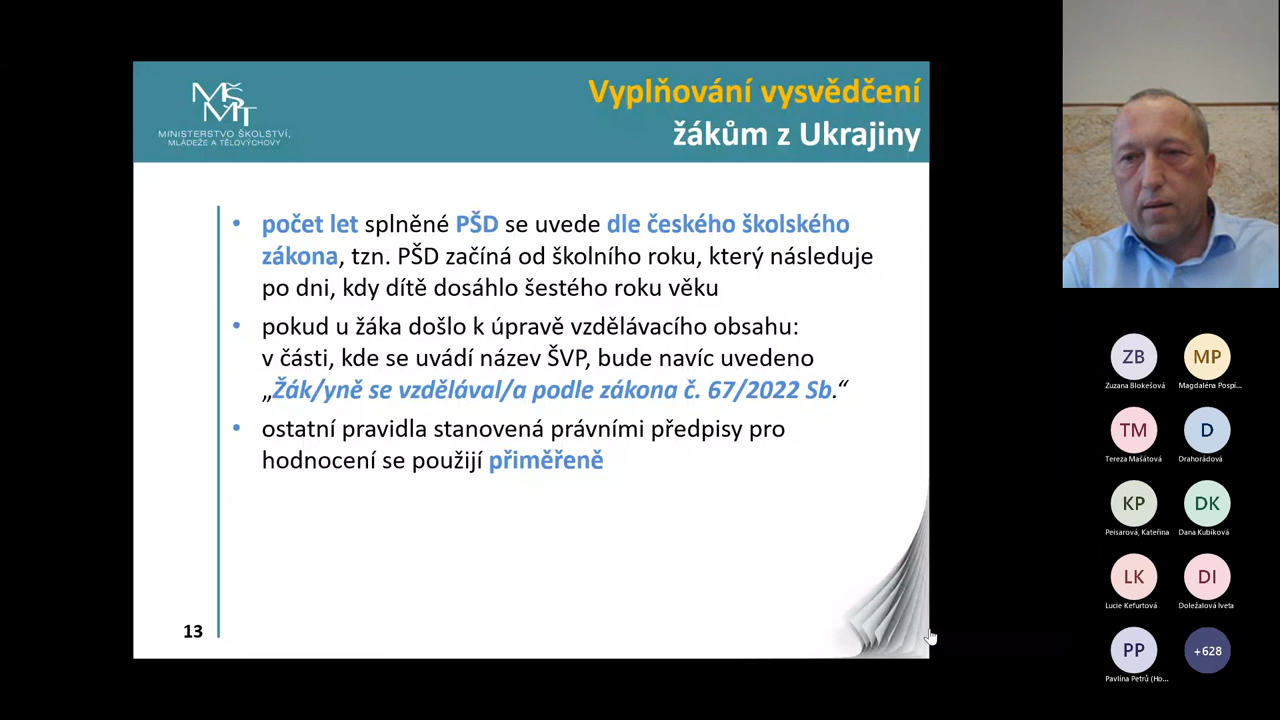 MŠMT
MINISTERSTVO ŠKOLSTVÍ,
MLÁDEŽE A TĚLOVÝCHOVY
Vyplňování vysvědčení
žákům z Ukrajiny
• počet let splněné PŠD se uvede dle českého školského
zákona, tzn. PŠD začíná od školního roku, který následuje
po dni, kdy dítě dosáhlo šestého roku věku
• pokud u žáka došlo k úpravě vzdělávacího obsahu:
v části, kde se uvádí název ŠVP, bude navíc uvedeno
„Žák/yně se vzdělával/a podle zákona č. 67/2022 Sb.“
• ostatní pravidla stanovená právními předpisy pro
hodnocení se použijí přiměřeně
13
ZB
MP
Zuzana Blokešová
Magdaléna Pospí...
TM
D
Tereza Mašátová
Drahorádová
KP
DK
Peisarová, Kateřina
Dana Kubíková
LK
DI
Lucie Kefurtová
Doležalová Iveta
PP
+628
Pavlína Petrů (Ho...